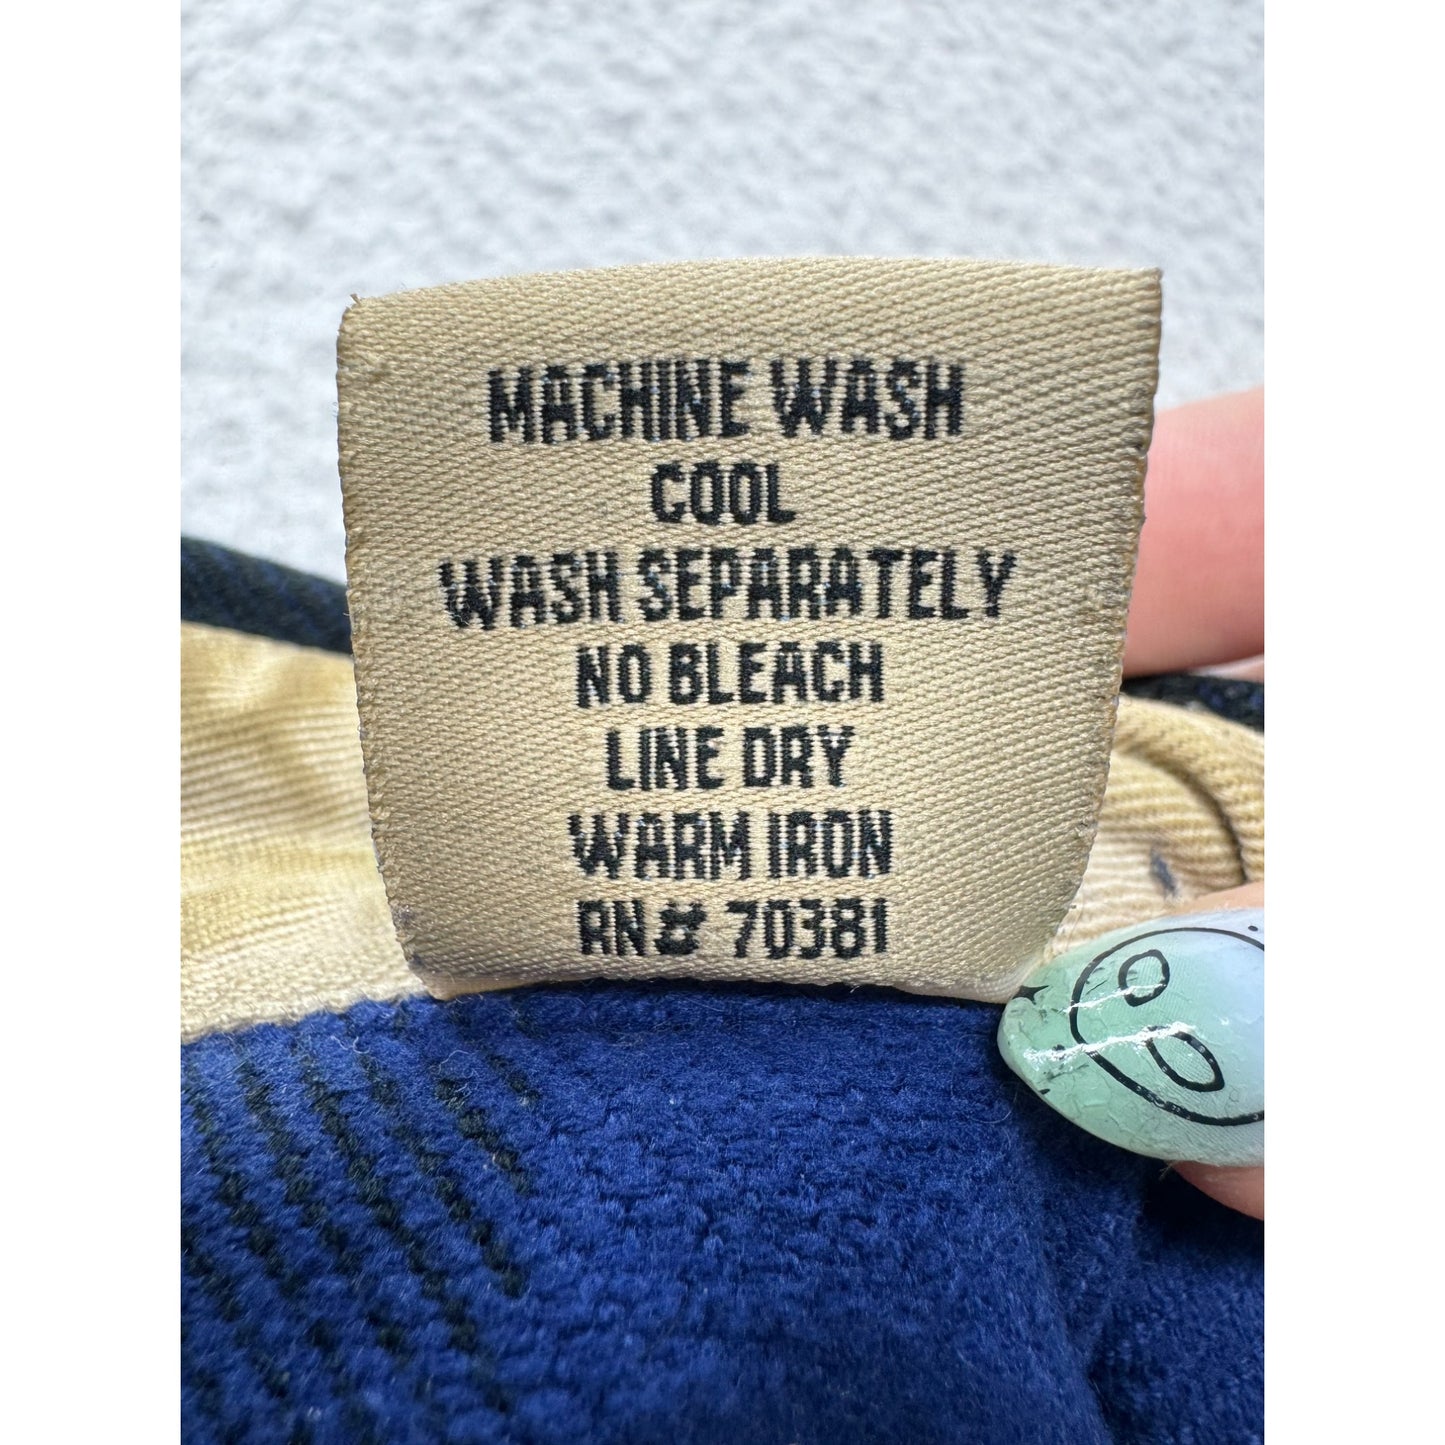 MACHINE WASH
COOL
WASH SEPARATELY
NO BLEACH
LINE DRY
WARM IRON
RN# 70381